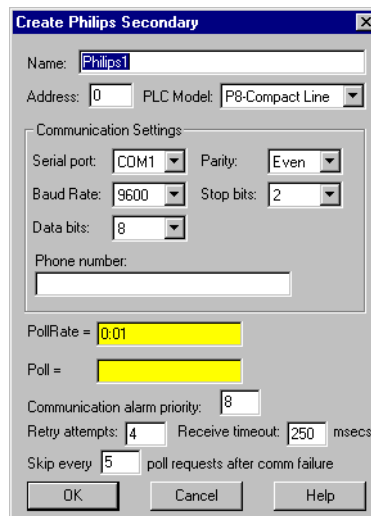 Create Philips Secondary
Name: Philips1
Address: 0 PLC Model: P8-Compact Line
Communication Settings
Serial port: COM1 Parity: Even
Baud Rate: 9600 Stop bits: 2
Data bits: 8
Phone number:
PollRate = 0:01
Poll =
Communication alarm priority: 8
Retry attempts: 4 Receive timeout: 250 msecs
Skip every 5 poll requests after comm failure
OK Cancel Help